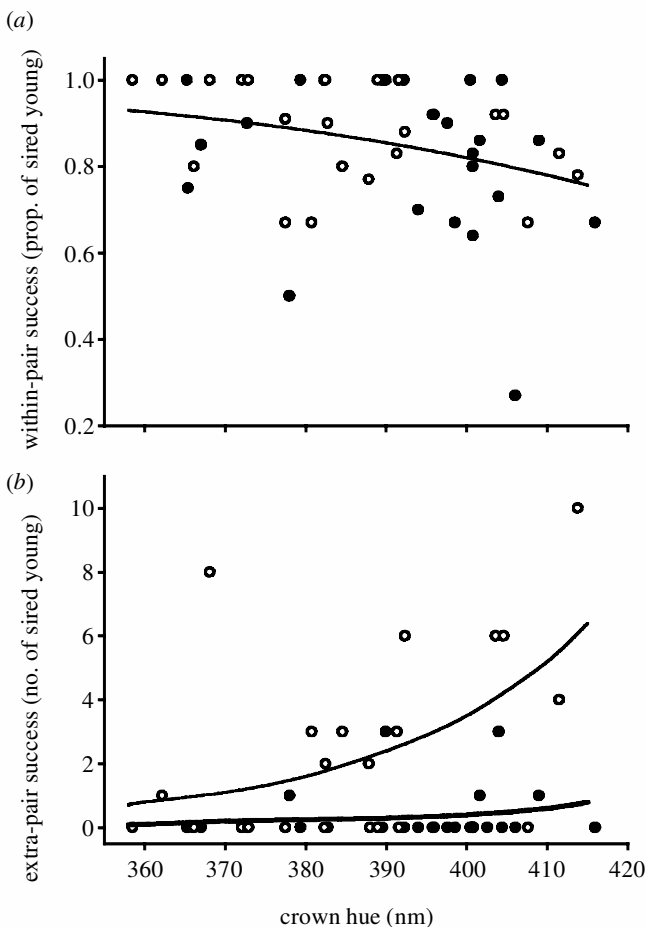 (a)
within-pair success (prop. of sired young)
1.0
0.8
0.6
0.4
0.2
(b)
extra-pair success (no. of sired young)
10
8
6
4
2
0
360 370 380 390 400 410 420
crown hue (nm)